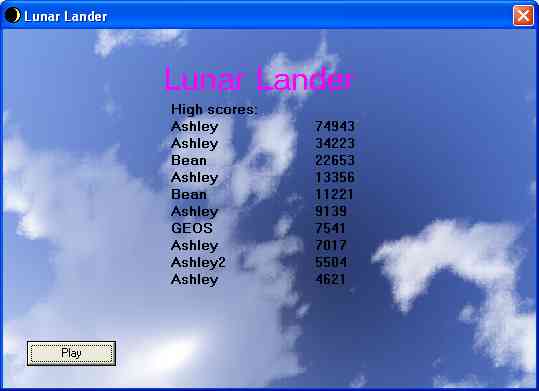 Lunar Lander
Lunar Lander
High scores:
Ashley 74943
Ashley 34223
Bean 22653
Ashley 13356
Bean 11221
Ashley 9139
GEOS 7541
Ashley 7017
Ashley2 5504
Ashley 4621
Play